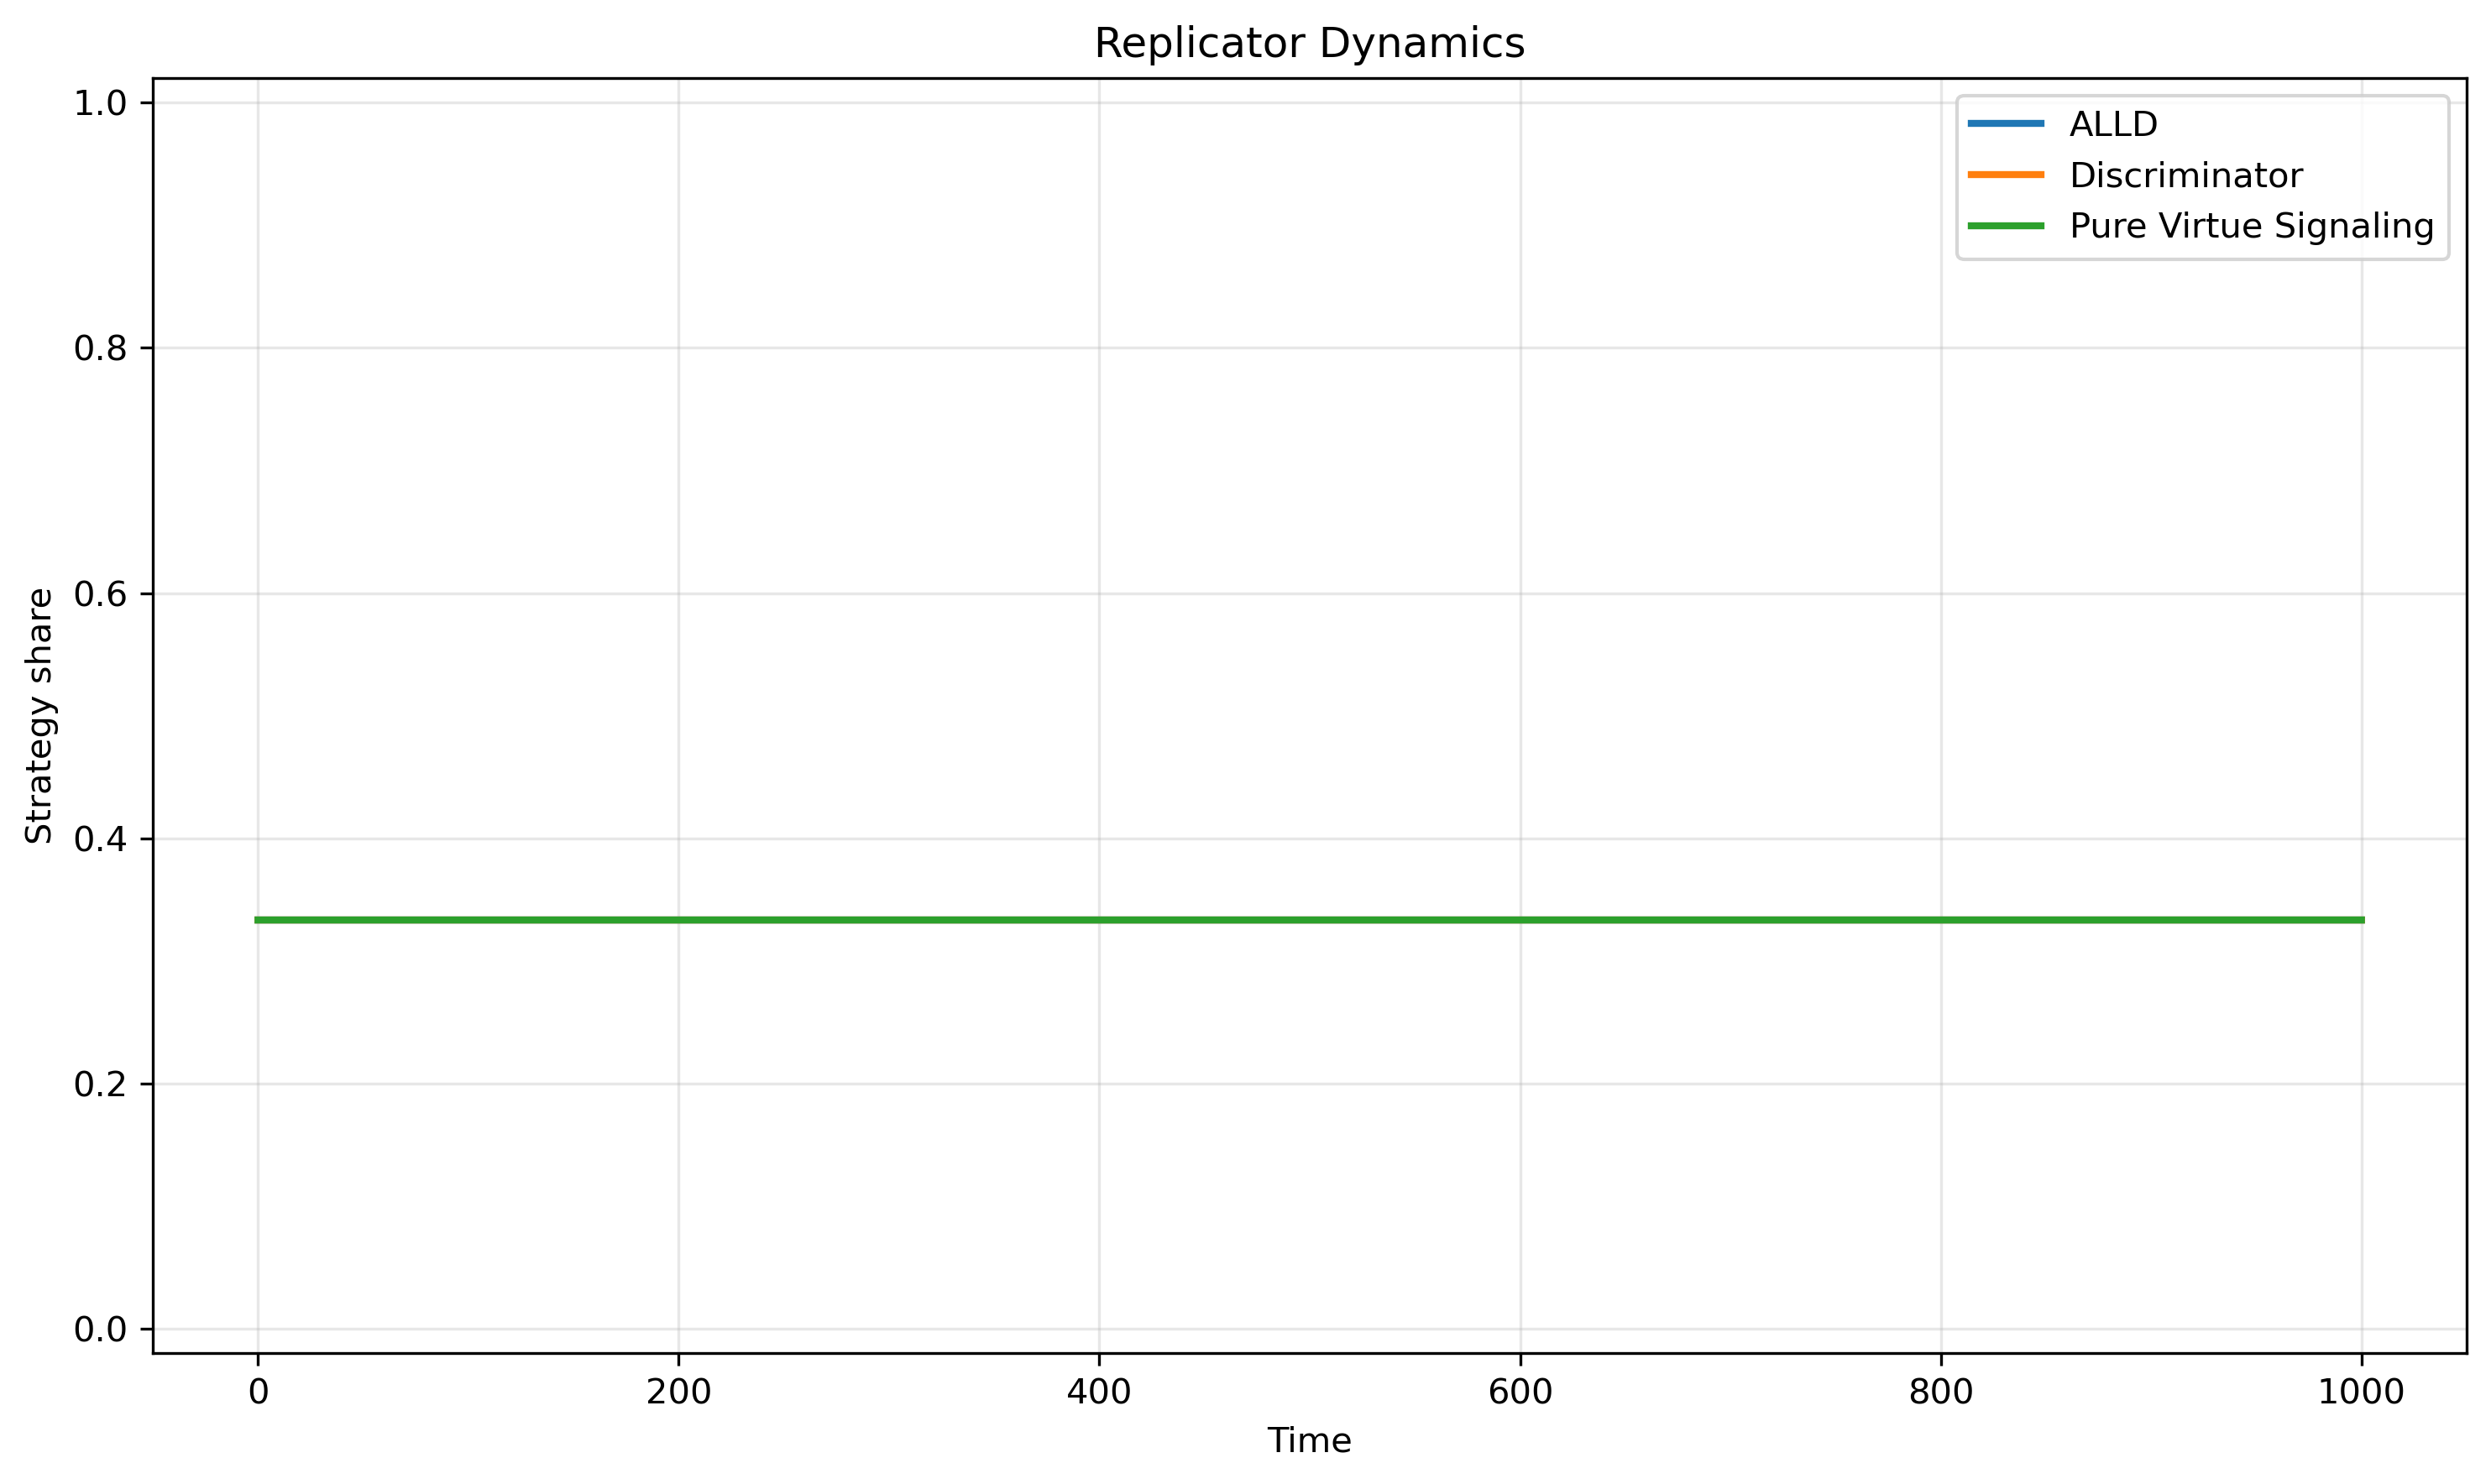 Replicator Dynamics
ALLD
Discriminator
Pure Virtue Signaling
Strategy share
1.0
0.8
0.6
0.4
0.2
0.0
0 200 400 600 800 1000
Time